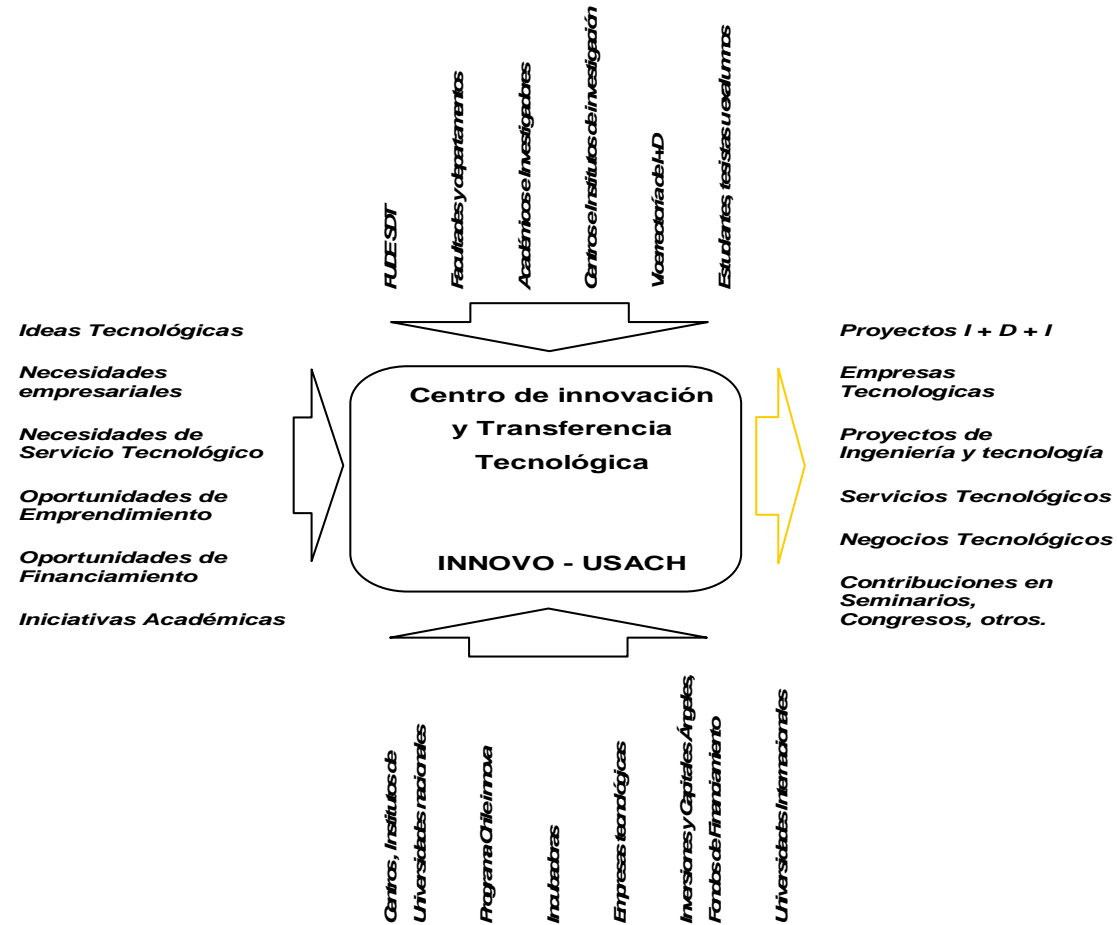 FUDE SDT
Facultades y departamentos
Académicos e Investigadores
Centros e Institutos de investigación
Vicerrectoría de I+D
Estudiantes, tesistas u exalumnos
Ideas Tecnológicas
Necesidades
empresariales
Necesidades de
Servicio Tecnológico
Oportunidades de
Emprendimiento
Oportunidades de
Financiamiento
Iniciativas Académicas
Centro de innovación
y Transferencia
Tecnológica
INNOVO - USACH
Proyectos I + D + I
Empresas
Tecnologicas
Proyectos de
Ingeniería y tecnología
Servicios Tecnológicos
Negocios Tecnológicos
Contribuciones en
Seminarios,
Congresos, otros.
Centros, Institutos de
Universidades nacionales
Programa Chile innova
Incubadoras
Empresas tecnológicas
Inversiones y Capitales Ángeles,
Fondos de Financiamiento
Universidades Internacionales